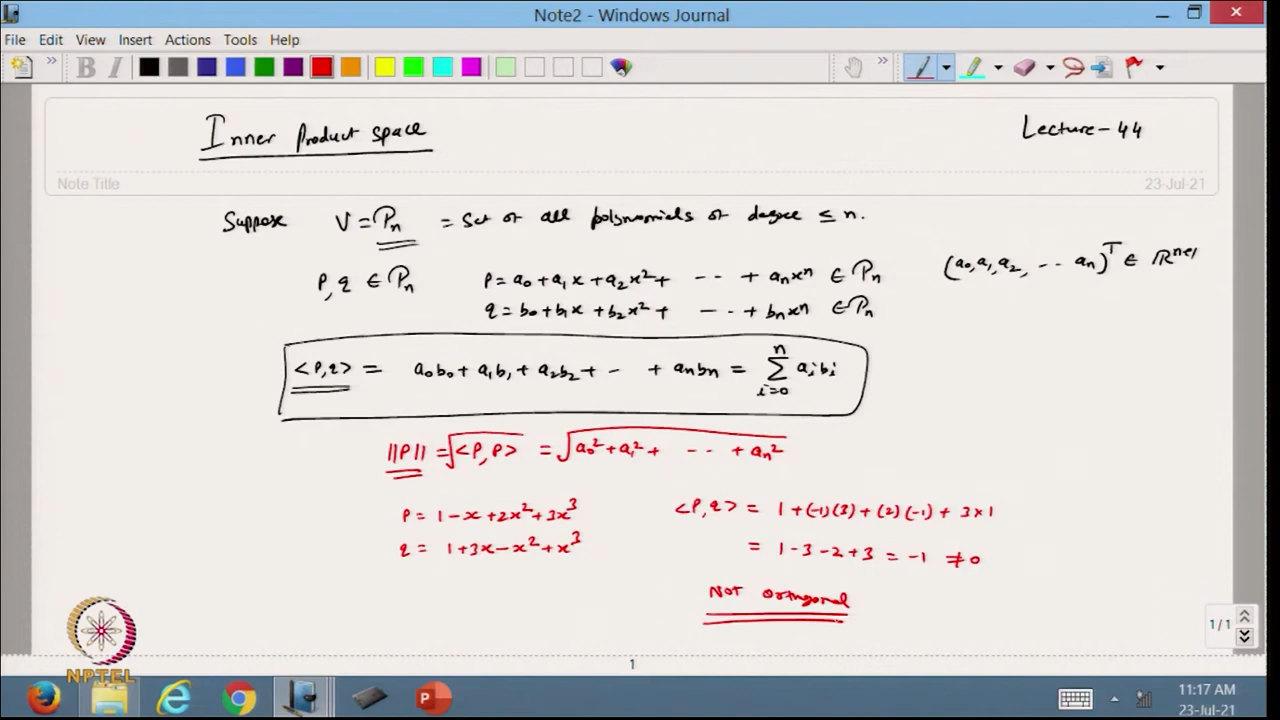 Note2 - Windows Journal
File Edit View Insert Actions Tools Help
B I
Inner Product space
Lecture-44
Note Title
23-Jul-21
Suppose V = Pn = set of all polynomials of degree ≤ n.
(a0, a1, a2, -- an)^T ∈ R^n+1
p, q ∈ Pn
p = a0 + a1x + a2x² + -- -- + anx^n ∈ Pn
q = b0 + b1x + b2x² + -- -- + bnx^n ∈ Pn
<p,q> = a0b0 + a1b1 + a2b2 + -- -- + anbn = ∑_{i=0}^{n} aibi
||p|| = √<p,p> = √a0² + a1² + -- -- + an²
p = 1 - x + 2x² + 3x³
<p,q> = 1 + (-1)(3) + (2)(-1) + 3×1
q = 1 + 3x - x² + x³
= 1 - 3 - 2 + 3 = -1 ≠ 0
Not orthogonal
1 / 1
NPTEL
1
11:17 AM
23-Jul-21